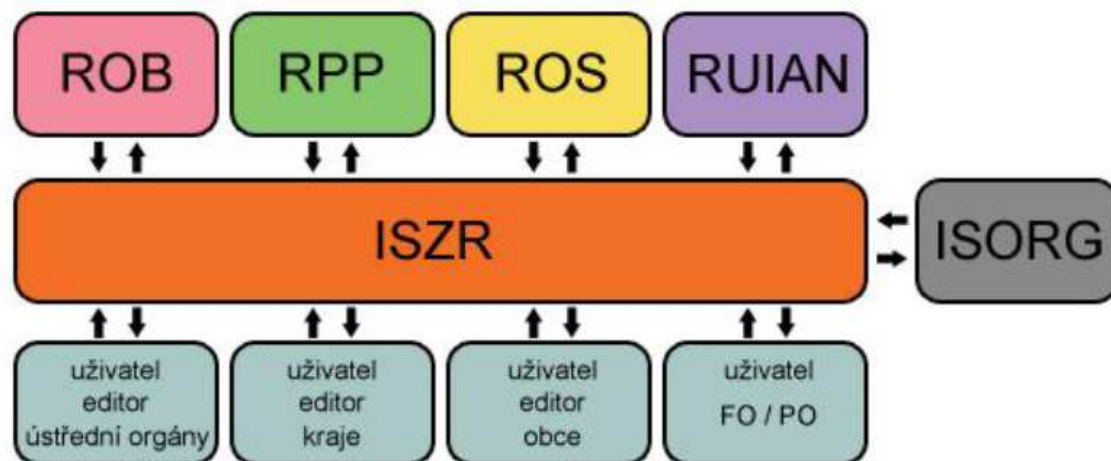 ROB
RPP
ROS
RUIAN
ISZR
ISORG
uživatel
editor
ústřední orgány
uživatel
editor
kraje
uživatel
editor
obce
uživatel
FO / PO